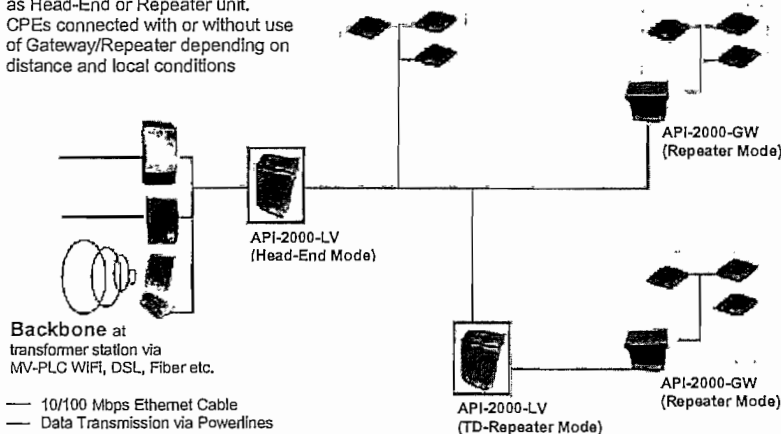 as Head-End or Repeater unit.
CPEs connected with or without use
of Gateway/Repeater depending on
distance and local conditions
API-2000-GW
(Repeater Mode)
API-2000-LV
(Head-End Mode)
Backbone at
transformer station via
MV-PLC WiFi, DSL, Fiber etc.
API-2000-GW
(Repeater Mode)
API-2000-LV
(TD-Repeater Mode)
— 10/100 Mbps Ethernet Cable
— Data Transmission via Powerlines